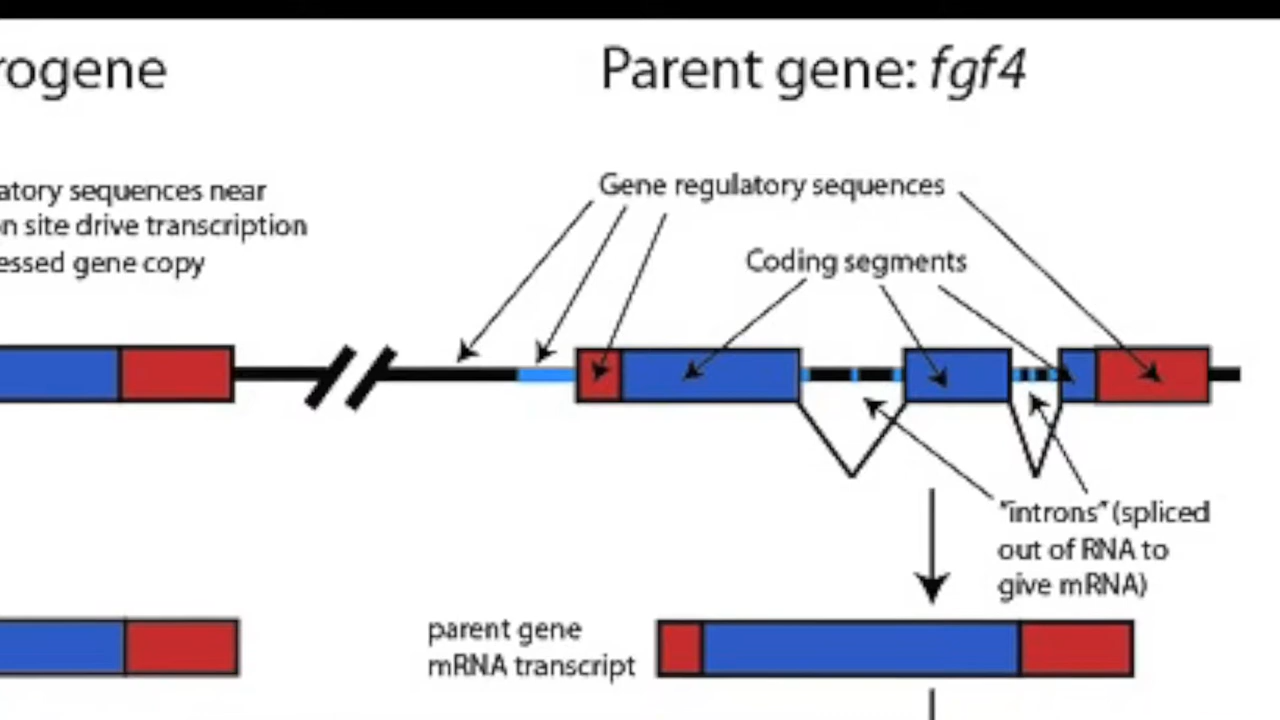 rogene
Parent gene: fgf4
atory sequences near
on site drive transcription
essed gene copy
Gene regulatory sequences
Coding segments
"introns" (spliced
out of RNA to
give mRNA)
parent gene
mRNA transcript